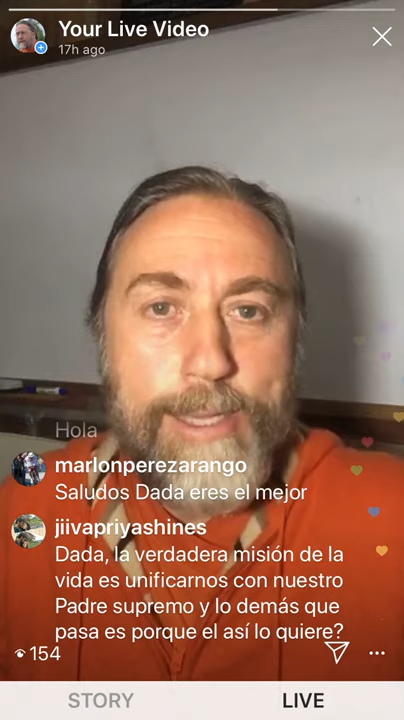 Your Live Video
17h ago
Hola
marlonperezarango
Saludos Dada eres el mejor
jiivapriyashines
Dada, la verdadera misión de la
vida es unificarnos con nuestro
Padre supremo y lo demás que
pasa es porque el así lo quiere?
154
STORY
LIVE